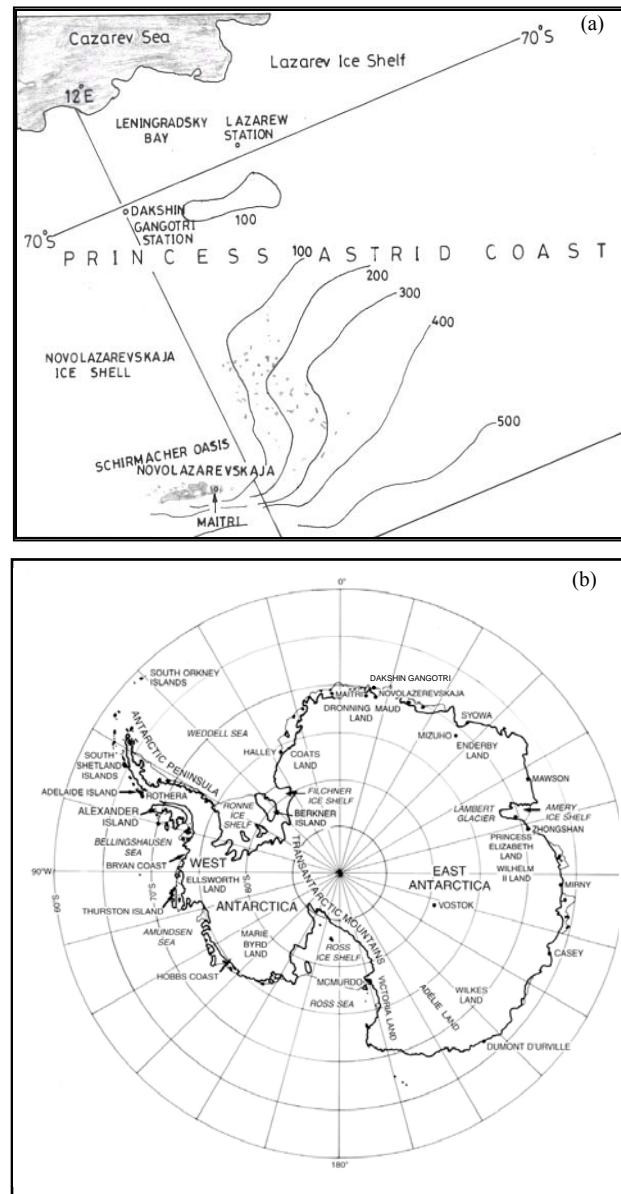 (a)
Cazarev Sea
Lazarev Ice Shelf
70°S
12°E
LENINGRADSKY
BAY
LAZAREW
STATION
DAKSHIN
GANGOTRI
STATION
100
70°S
PRINCESS ASTRID COAST
100
200
300
400
500
NOVOLAZAREVSKAJA
ICE SHELL
SCHIRMACHER OASIS
NOVOLAZAREVSKAJA
MAITRI
(b)
0°
SOUTH ORKNEY
ISLANDS
DAKSHIN GANGOTRI
MAITRI
NOVOLAZEREVSKAJA
DRONNING MAUD
LAND
SYOWA
WEDDELL SEA
MIZUHO
ENDERBY
LAND
ANTARCTIC PENINSULA
HALLEY
COATS
LAND
SOUTH
SHETLAND
ISLANDS
MAWSON
ADELAIDE ISLAND
ROTHERA
FILCHNER
ICE SHELF
LAMBERT
GLACIER
AMERY
ICE SHELF
ALEXANDER
ISLAND
RONNE
ICE
SHELF
BERKNER
ISLAND
ZHONGSHAN
PRINCESS
ELIZABETH
LAND
BELLINGSHAUSEN
SEA
BRYAN COAST
WEST
TRANSANTARCTIC MOUNTAINS
EAST
ANTARCTICA
WILHELM
II LAND
90°W
60°S
70°S
80°S
ELLSWORTH
LAND
MIRNY
THURSTON ISLAND
ANTARCTICA
VOSTOK
AMUNDSEN
SEA
MARIE
BYRD
LAND
ROSS
ICE SHELF
CASEY
HOBBS COAST
MCMURDO
VICTORIA LAND
ADÉLIE LAND
WILKES
LAND
ROSS SEA
DUMONT D'URVILLE
180°